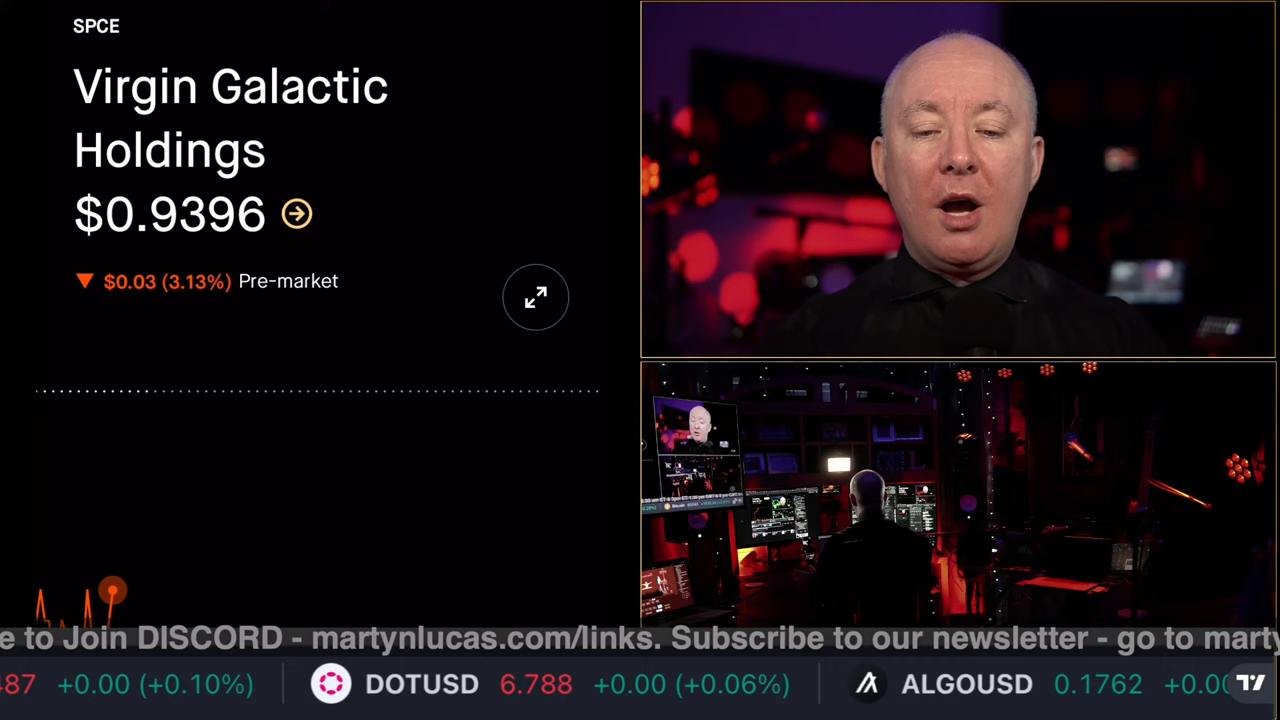 SPCE
Virgin Galactic
Holdings
$0.9396
$0.03 (3.13%) Pre-market
e to Join DISCORD - martynlucas.com/links. Subscribe to our newsletter - go to marty
487 +0.00 (+0.10%) DOTUSD 6.788 +0.00 (+0.06%) ALGOUSD 0.1762 +0.00